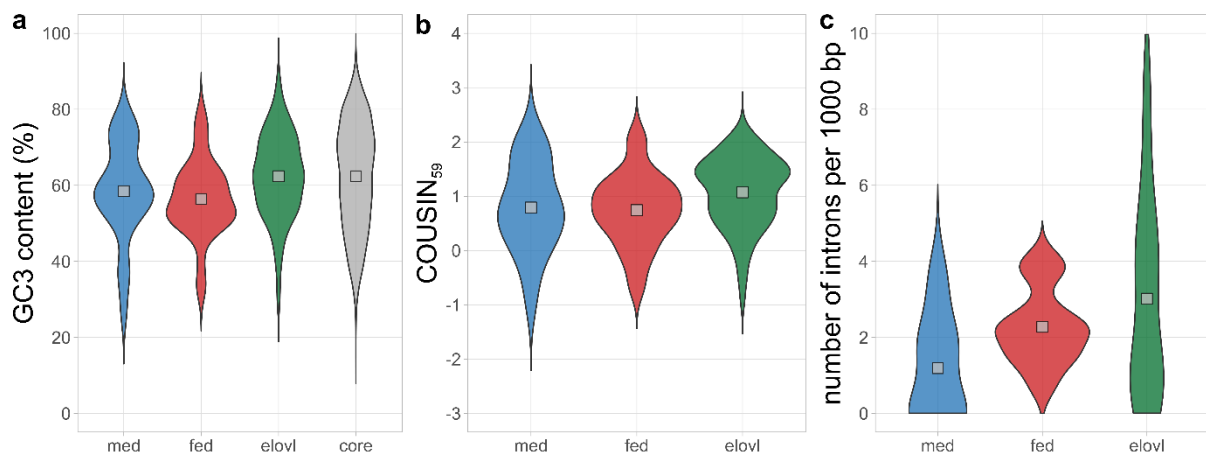 a
GC3 content (%)
100
80
60
40
20
0
med fed elovl core
b
COUSIN59
4
3
2
1
0
-1
-2
-3
med fed elovl
c
number of introns per 1000 bp
10
8
6
4
2
0
med fed elovl